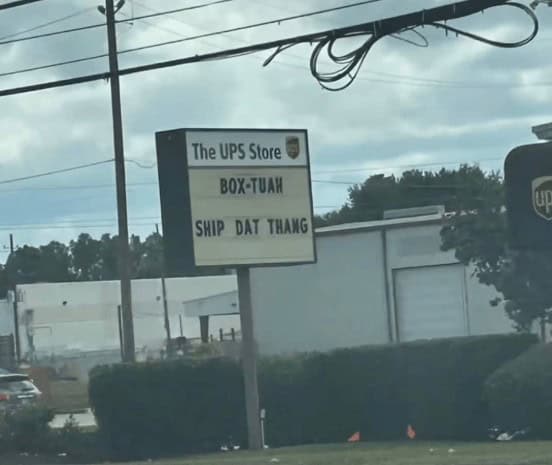 The UPS Store
BOX-TUAH
SHIP DAT THANG